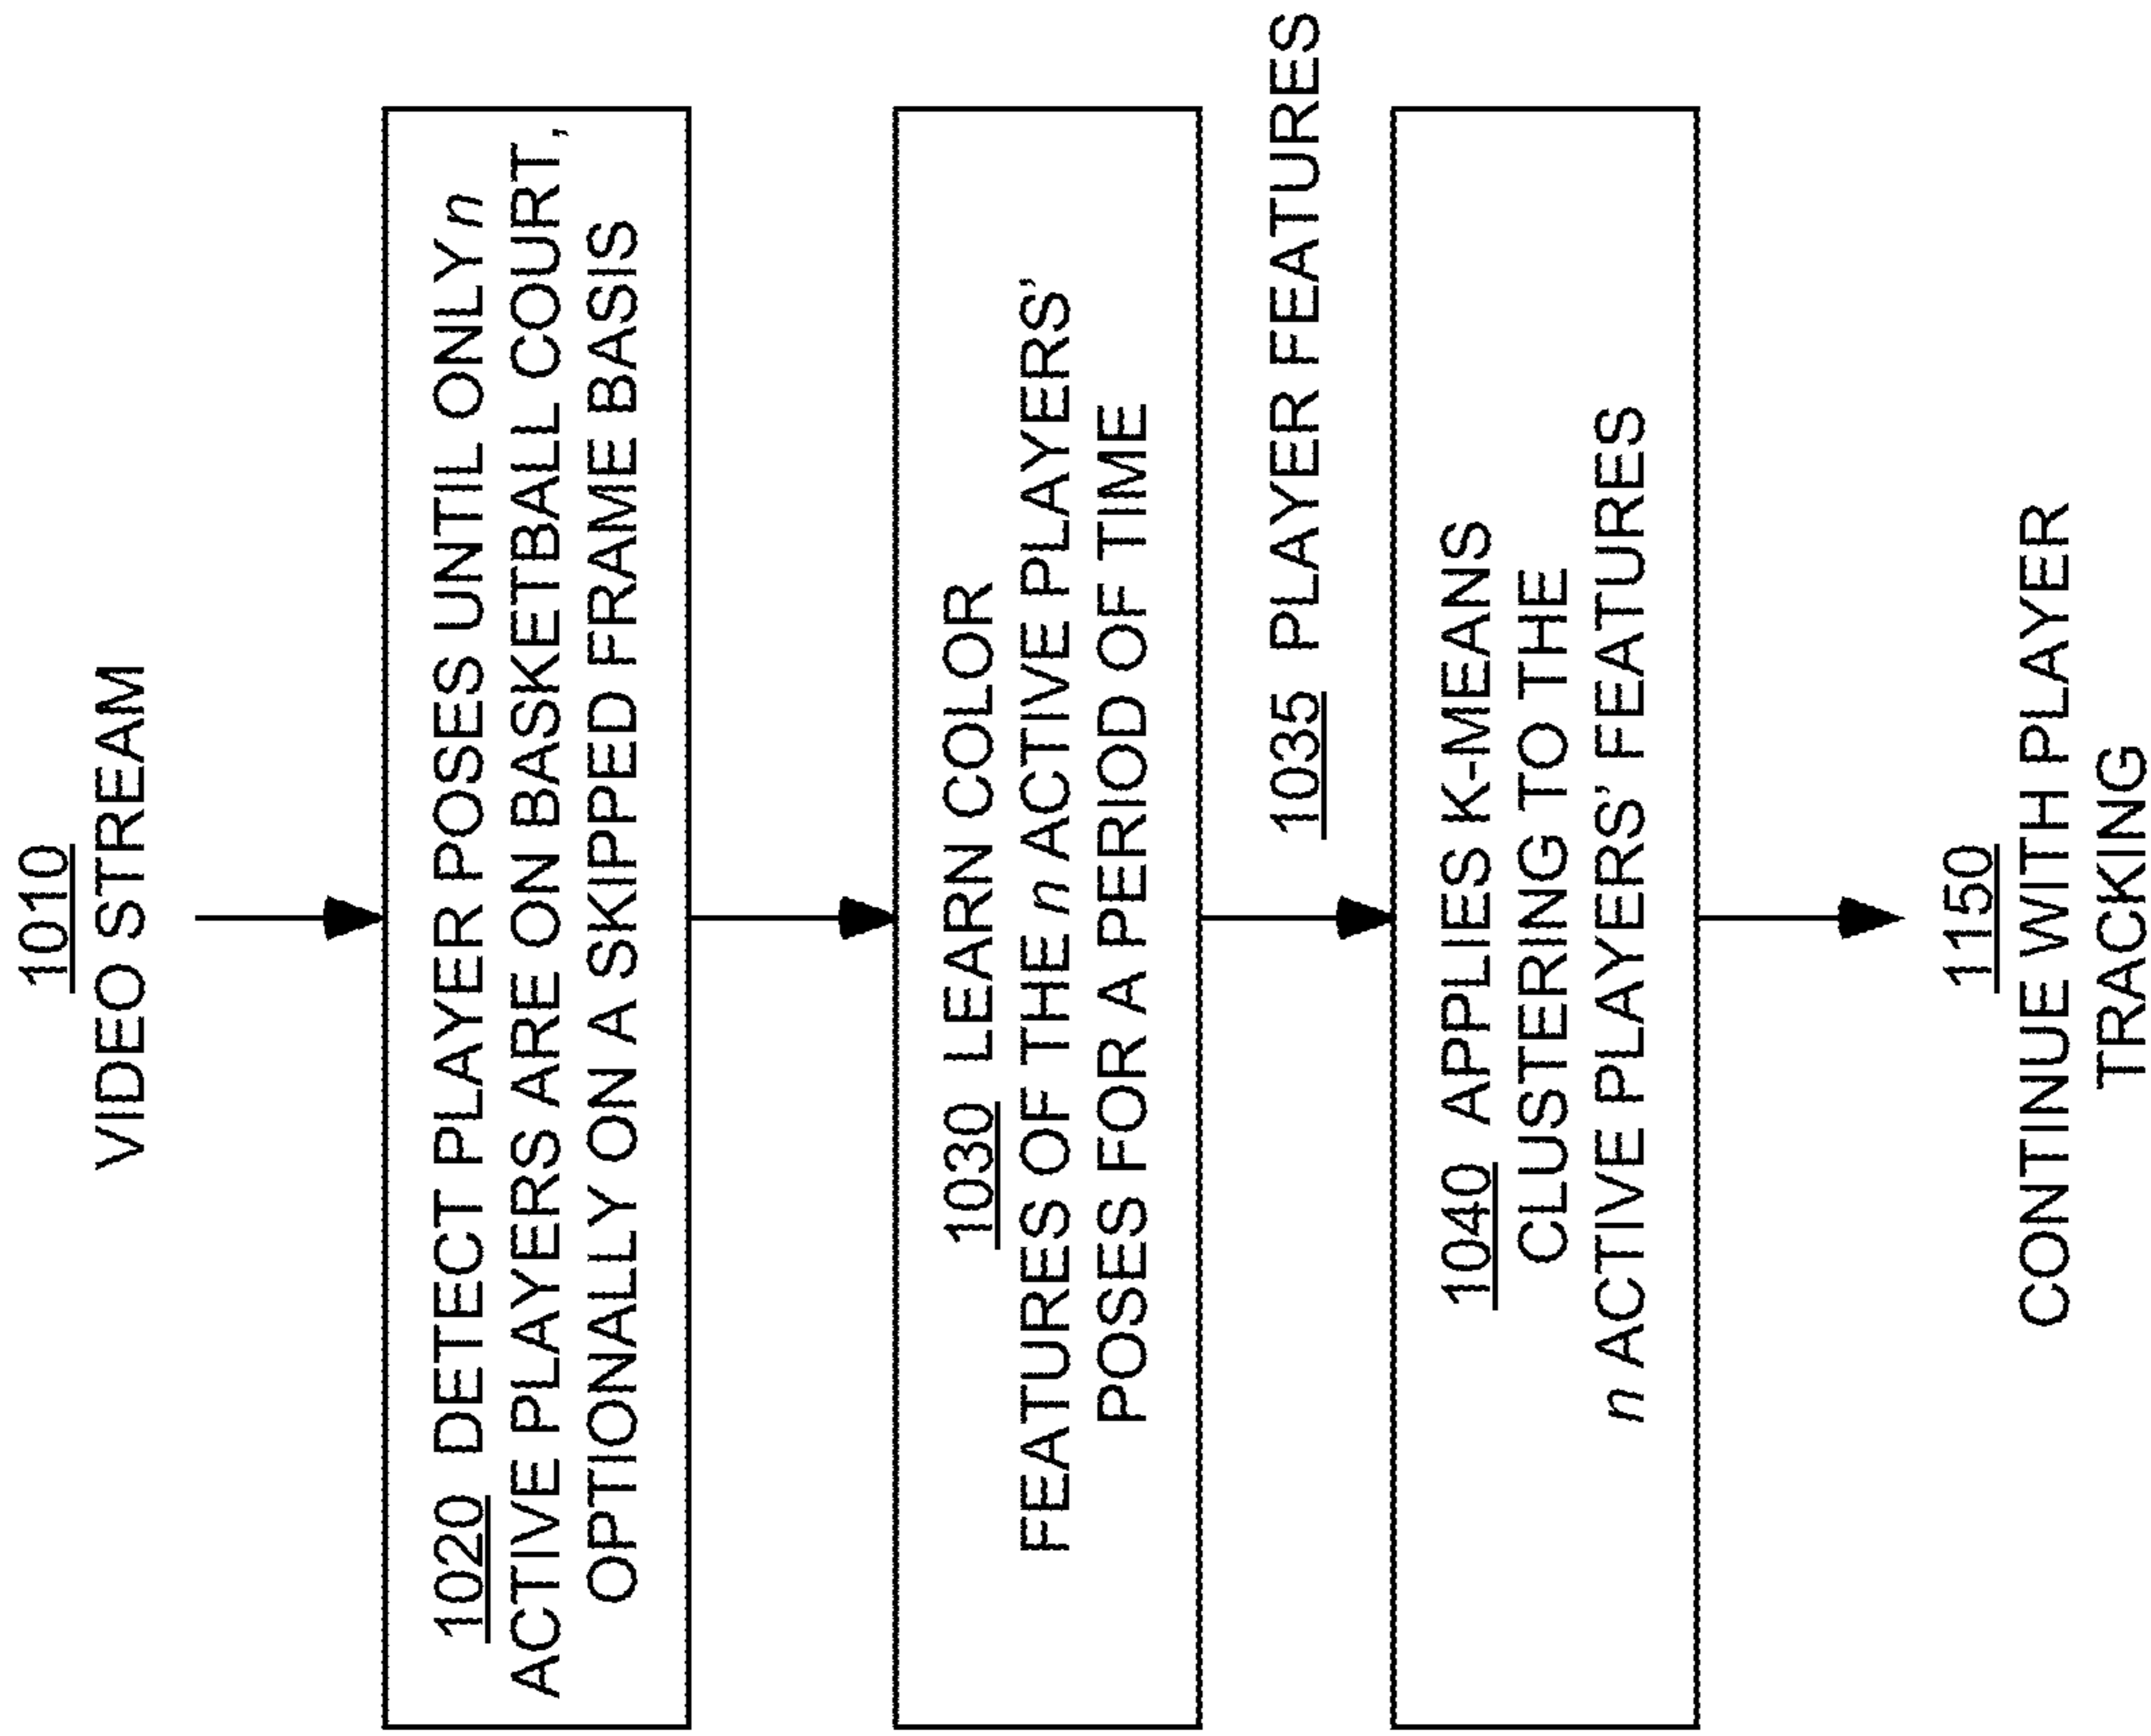 1010
VIDEO STREAM
1020 DETECT PLAYER POSES UNTIL ONLY n
ACTIVE PLAYERS ARE ON BASKETBALL COURT,
OPTIONALLY ON A SKIPPED FRAME BASIS
1030 LEARN COLOR
FEATURES OF THE n ACTIVE PLAYERS’
POSES FOR A PERIOD OF TIME
1035 PLAYER FEATURES
1040 APPLIES K-MEANS
CLUSTERING TO THE
n ACTIVE PLAYERS’ FEATURES
1150
CONTINUE WITH PLAYER
TRACKING